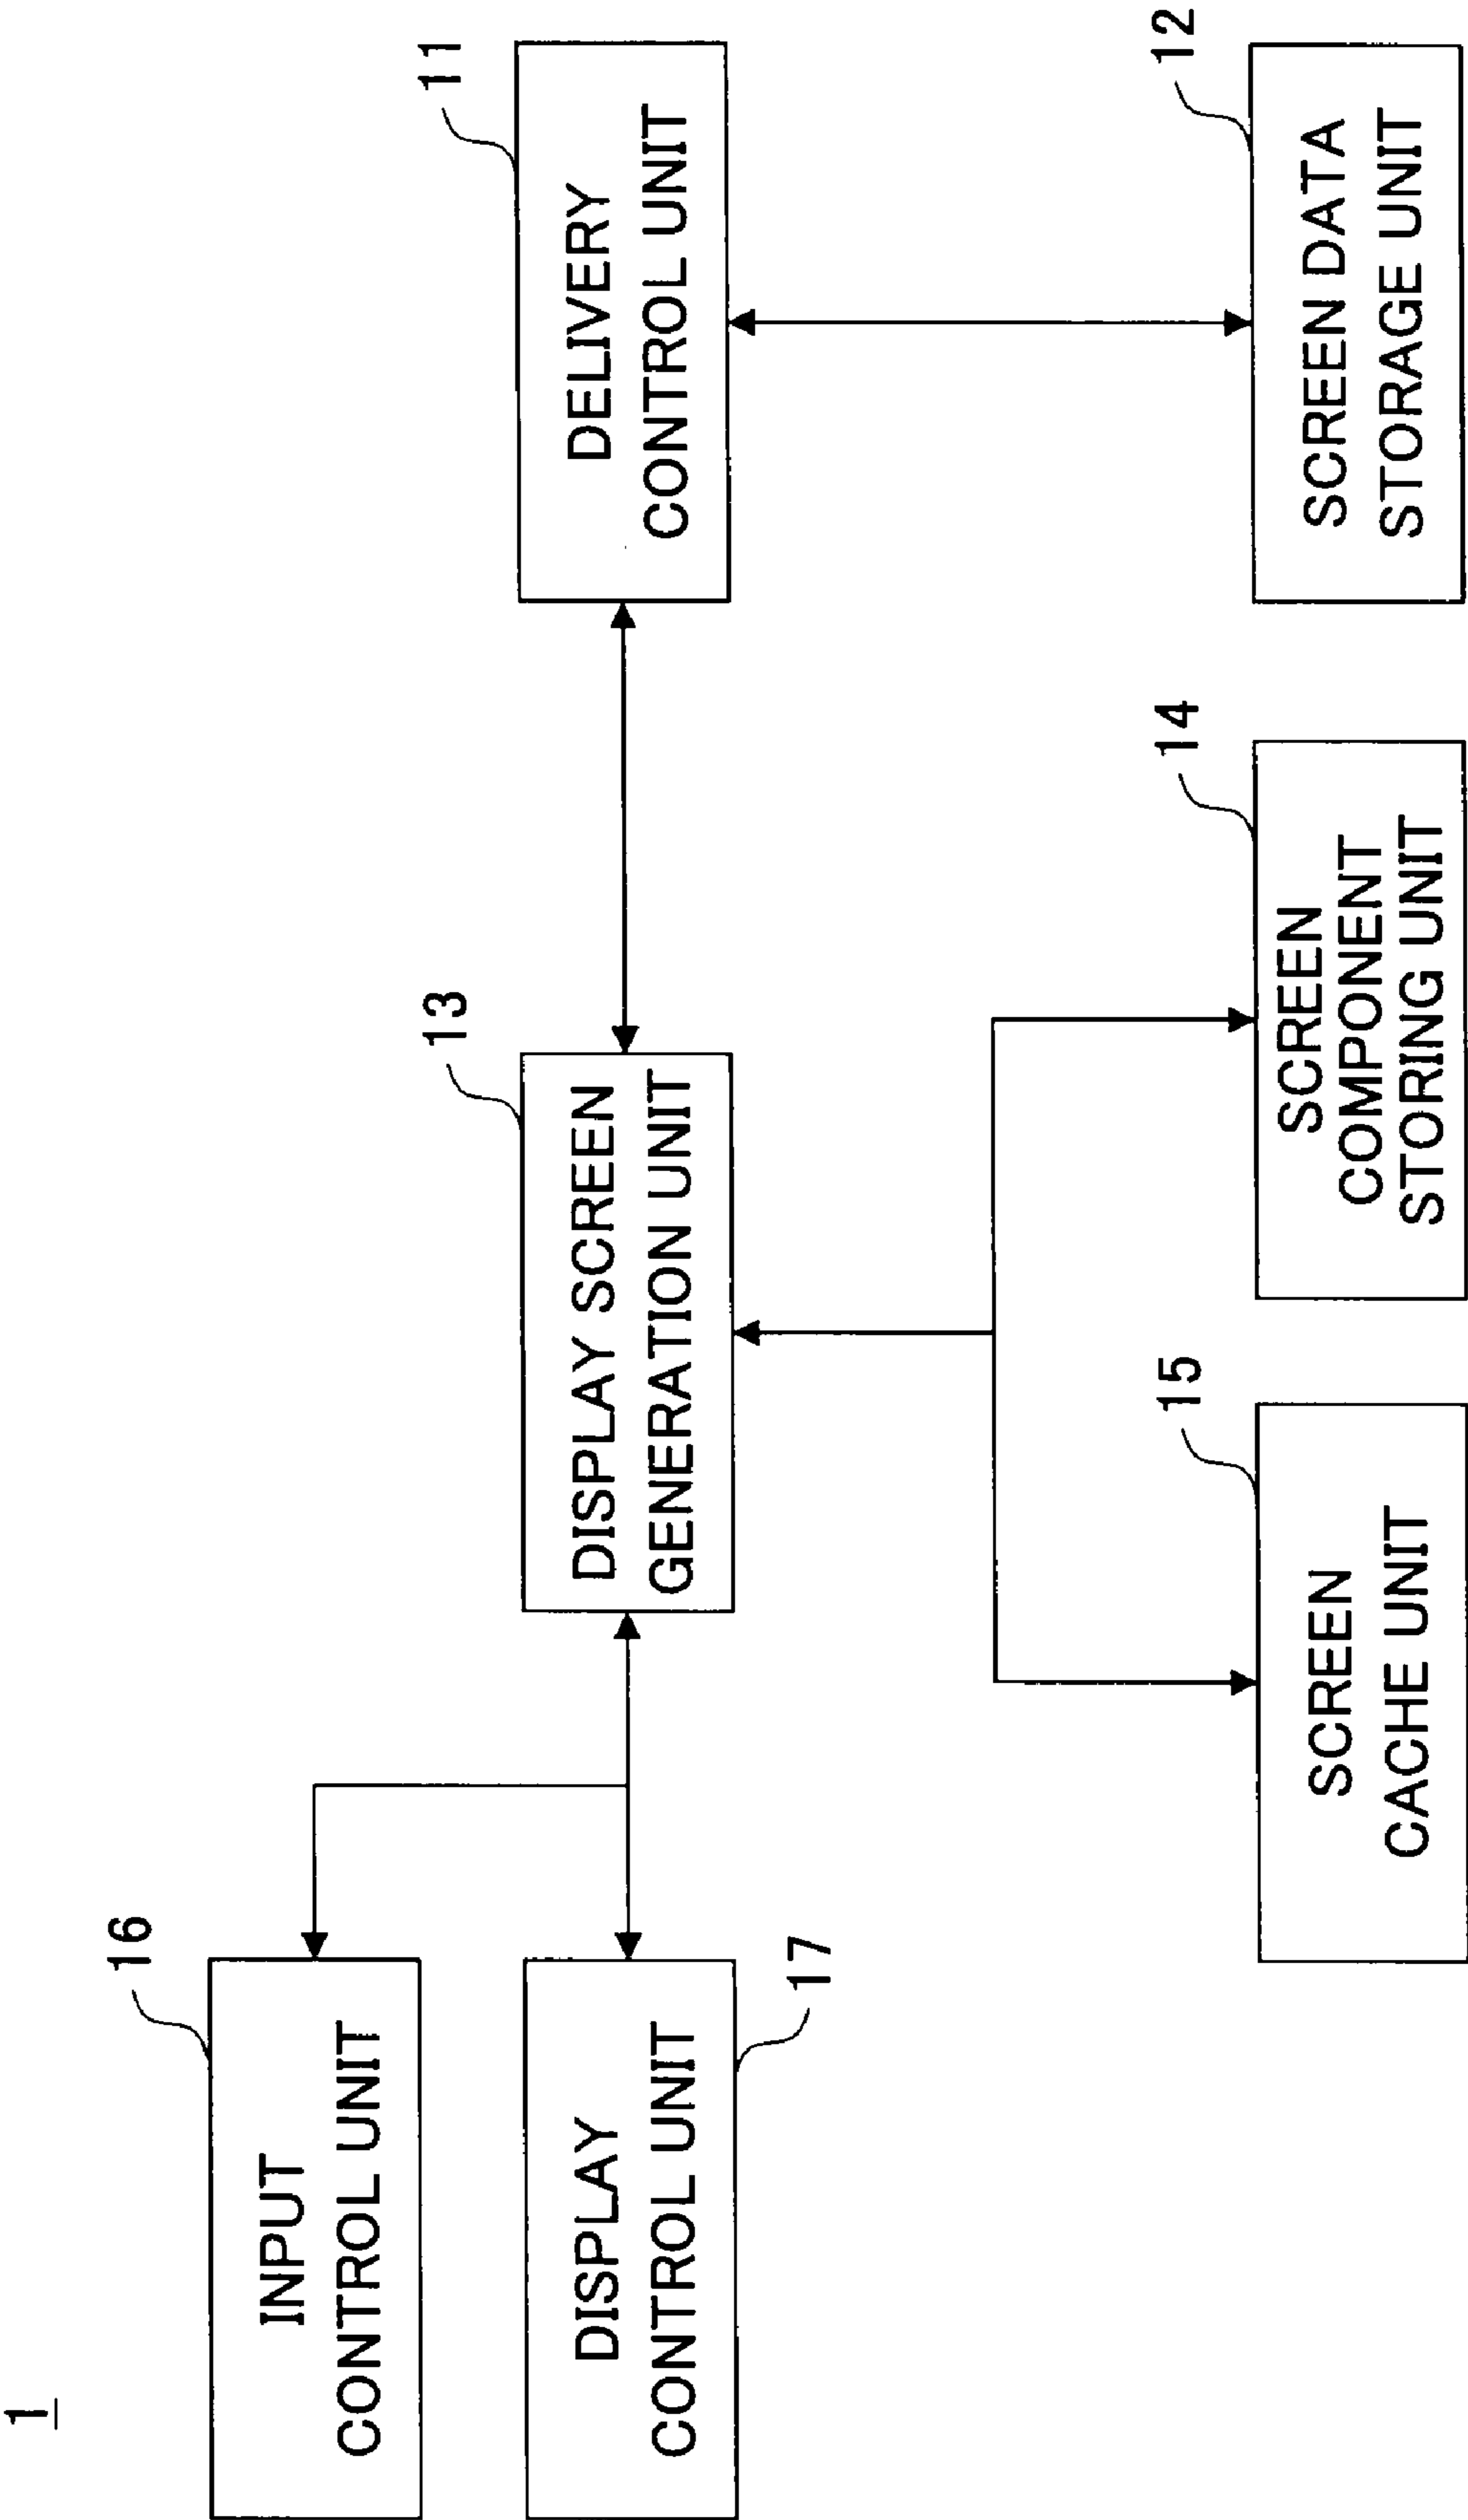 1
16
INPUT
CONTROL UNIT
DISPLAY
CONTROL UNIT
17
13
DISPLAY SCREEN
GENERATION UNIT
11
DELIVERY
CONTROL UNIT
15
SCREEN
CACHE UNIT
14
SCREEN
COMPONENT
STORING UNIT
12
SCREEN DATA
STORAGE UNIT